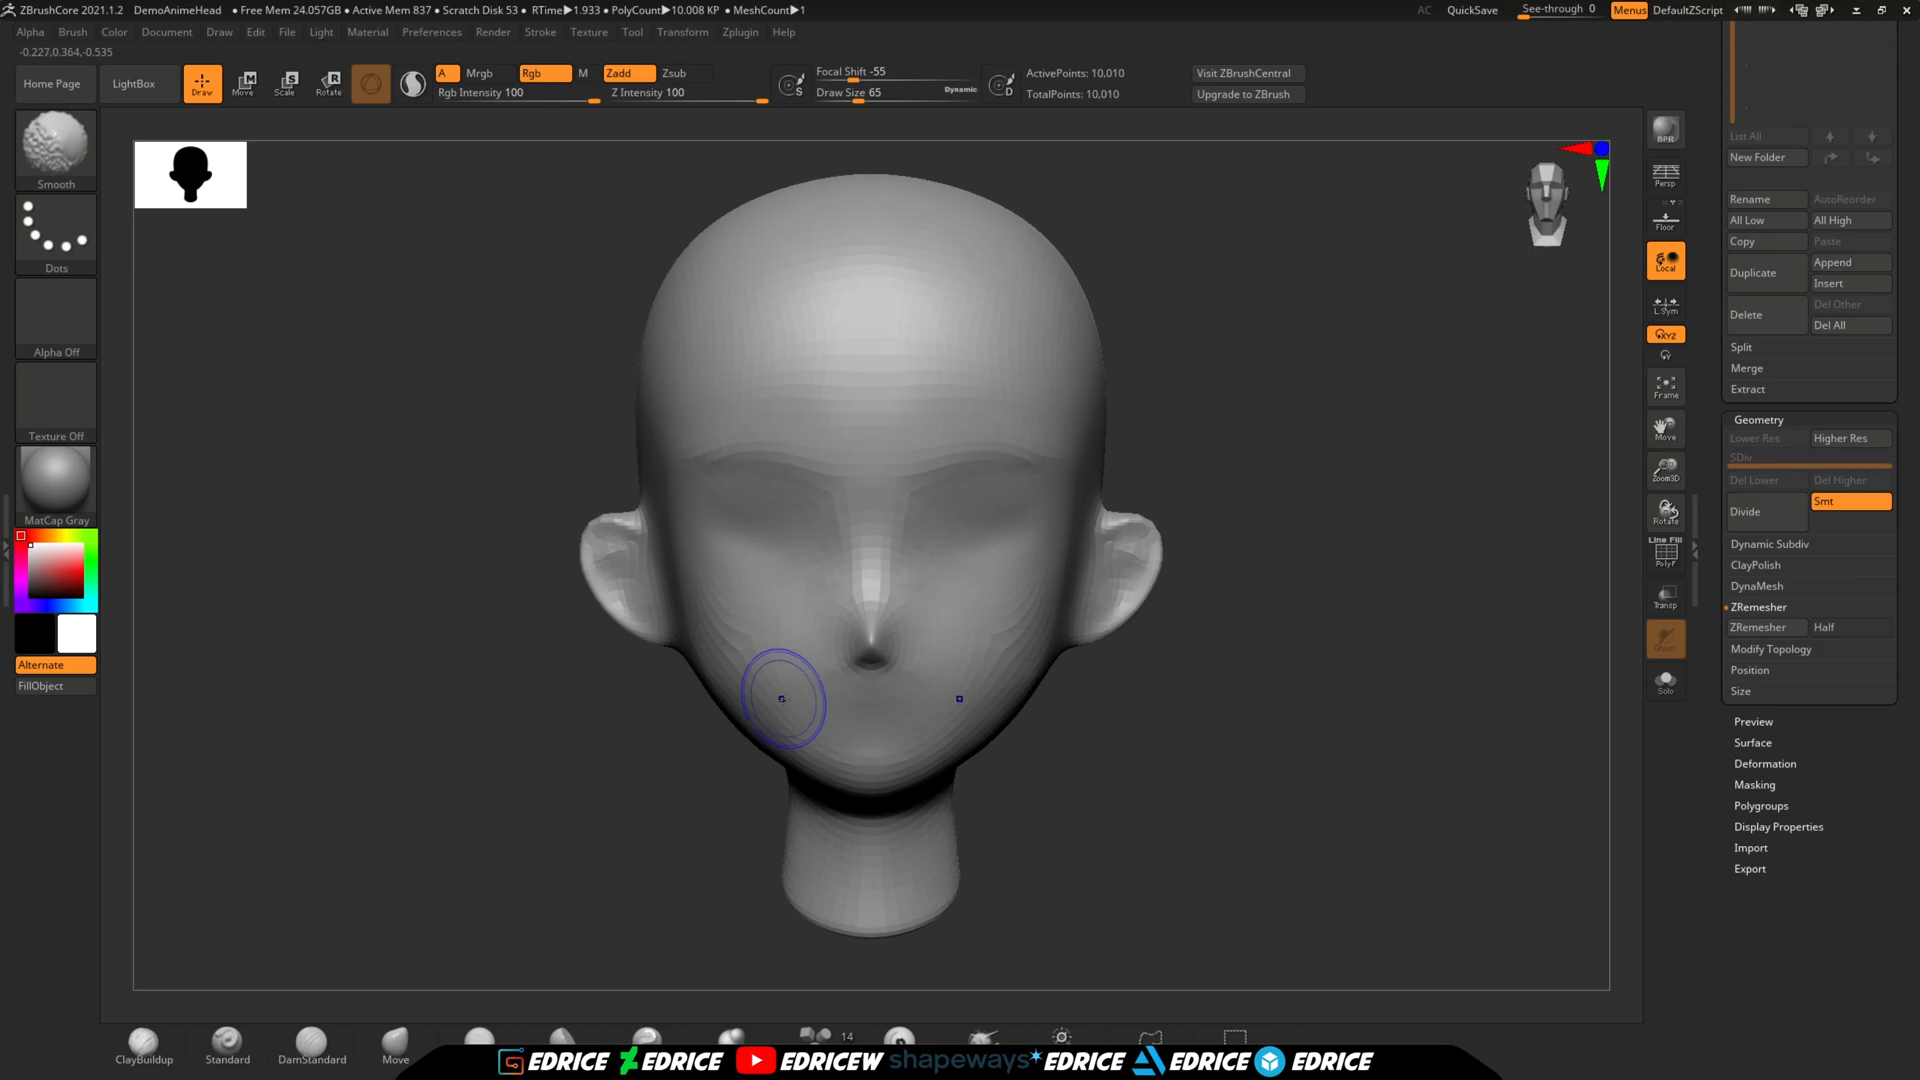 ZBrushCore 2021.1.2 DemoAnimeHead • Free Mem 24.057GB • Active Mem 837 • Scratch Disk 53 • RTime▶1.933 • PolyCount▶10.008 KP • MeshCount▶1 AC QuickSave See-through 0 Menus DefaultZScript
Alpha Brush Color Document Draw Edit File Light Material Preferences Render Stroke Texture Tool Transform Zplugin Help
-0.227,0.364,-0.535
Home Page LightBox Draw Move Scale Rotate
A Mrgb Rgb M Zadd Zsub
Rgb Intensity 100 Z Intensity 100
S
Focal Shift -55
Draw Size 65 Dynamic
D
ActivePoints: 10,010
TotalPoints: 10,010
Visit ZBrushCentral
Upgrade to ZBrush
Smooth
Dots
Alpha Off
Texture Off
MatCap Gray
Alternate
FillObject
BPR
Persp
Floor
Local
L.Sym
XYZ
Y
Frame
Move
Zoom3D
Rotate
Line Fill
PolyF
Transp
Ghost
Solo
List All
New Folder
Rename AutoReorder
All Low All High
Copy Paste
Duplicate Append
Insert
Delete Del Other
Del All
Split
Merge
Extract
Geometry
Lower Res Higher Res
SDiv
Del Lower Del Higher
Divide Smt
Dynamic Subdiv
ClayPolish
DynaMesh
ZRemesher
ZRemesher Half
Modify Topology
Position
Size
Preview
Surface
Deformation
Masking
Polygroups
Display Properties
Import
Export
14
ClayBuildup Standard DamStandard Move
EDRICE EDRICE EDRICEW shapeways* EDRICE EDRICE EDRICE